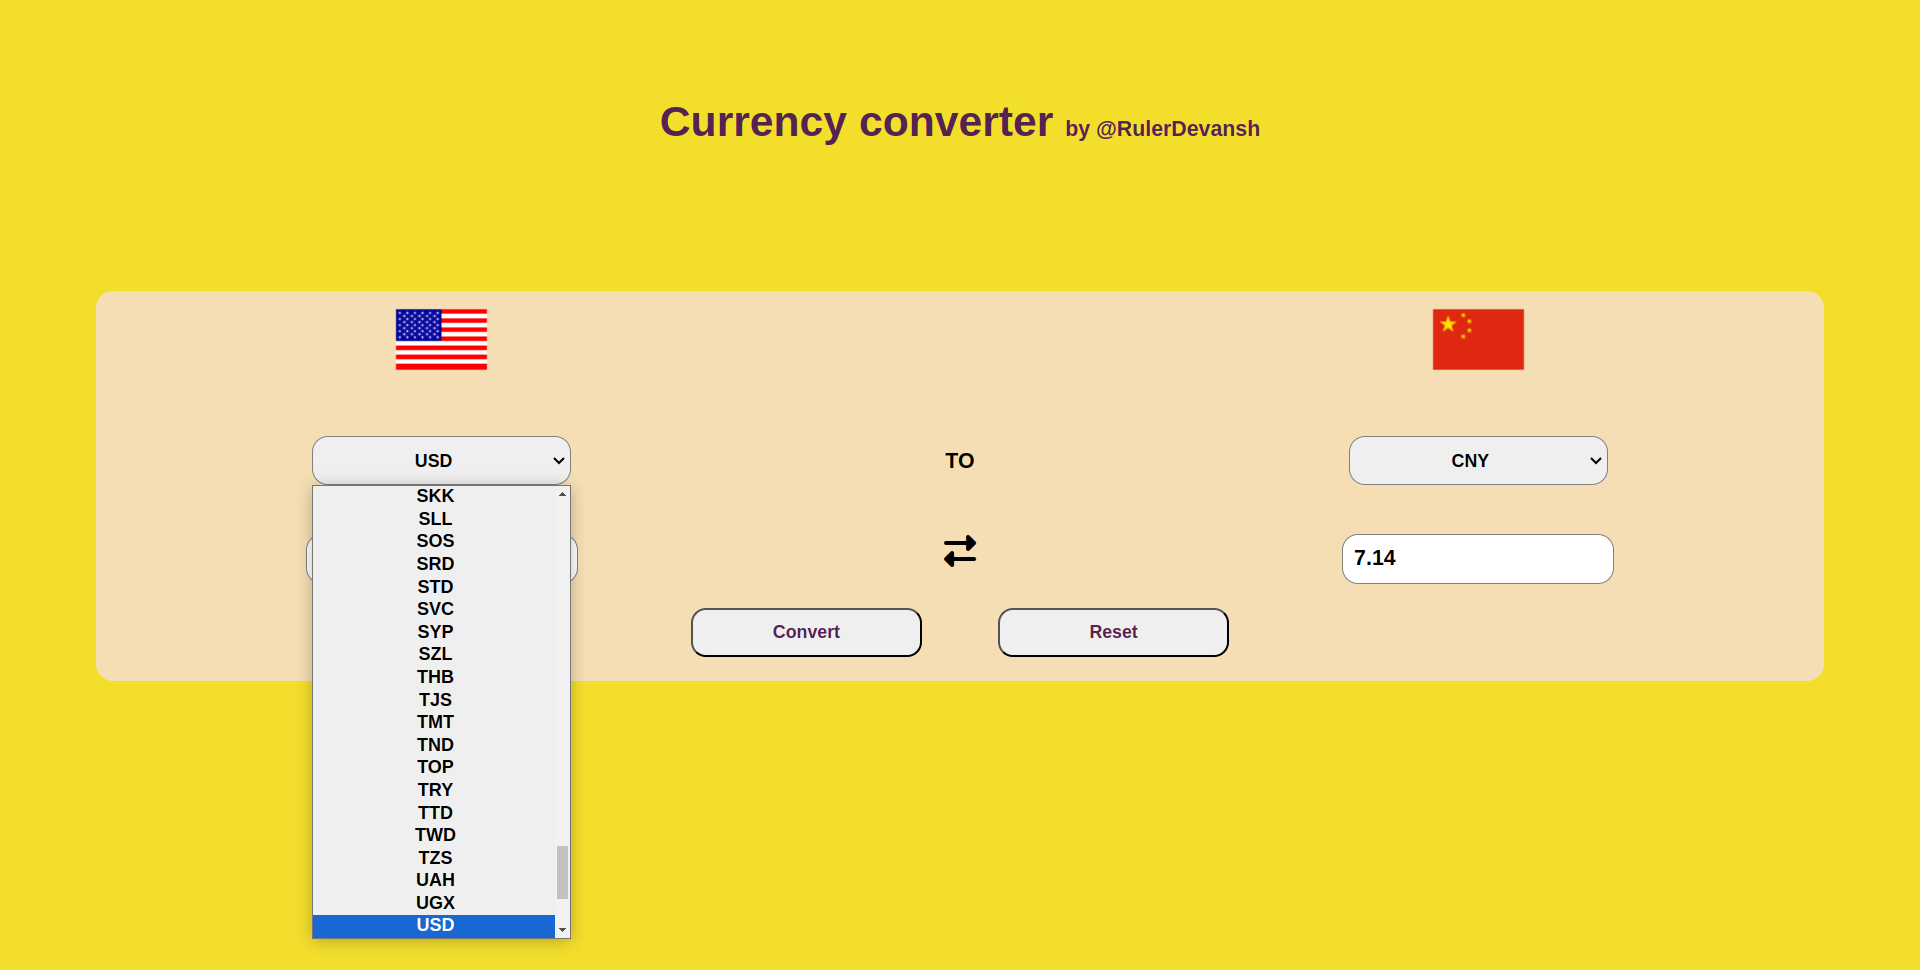 Currency converter by @RulerDevansh
USD
TO
CNY
SKK
SLL
SOS
SRD
STD
SVC
SYP
SZL
THB
TJS
TMT
TND
TOP
TRY
TTD
TWD
TZS
UAH
UGX
USD
7.14
Convert
Reset